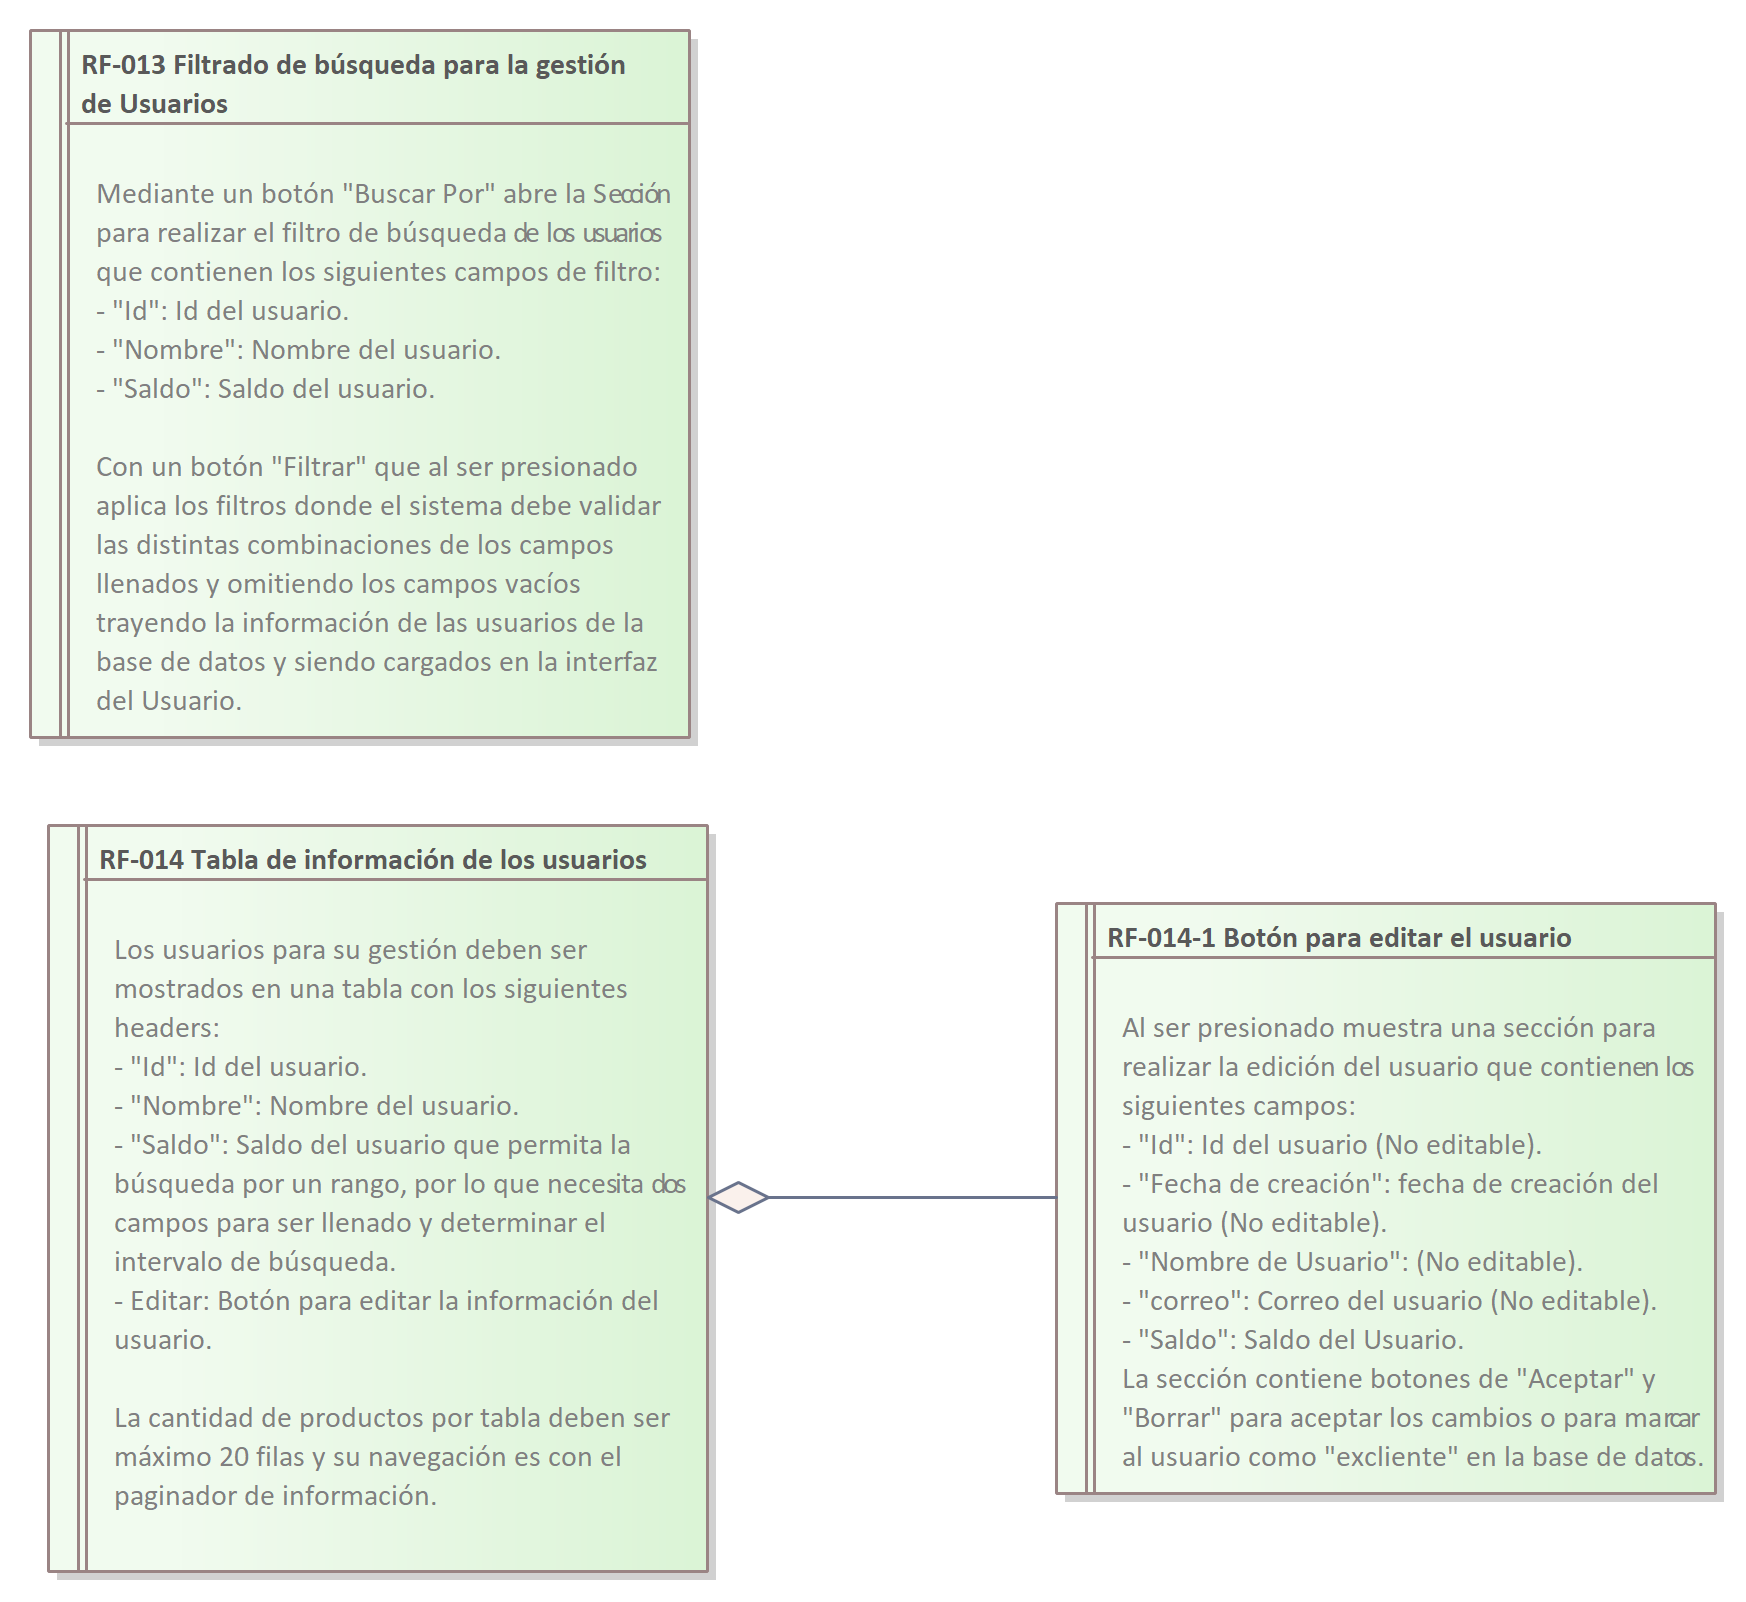 RF-013 Filtrado de búsqueda para la gestión
de Usuarios
Mediante un botón "Buscar Por" abre la Sección
para realizar el filtro de búsqueda de los usuarios
que contienen los siguientes campos de filtro:
- "Id": Id del usuario.
- "Nombre": Nombre del usuario.
- "Saldo": Saldo del usuario.
Con un botón "Filtrar" que al ser presionado
aplica los filtros donde el sistema debe validar
las distintas combinaciones de los campos
llenados y omitiendo los campos vacíos
trayendo la información de las usuarios de la
base de datos y siendo cargados en la interfaz
del Usuario.
RF-014 Tabla de información de los usuarios
Los usuarios para su gestión deben ser
mostrados en una tabla con los siguientes
headers:
- "Id": Id del usuario.
- "Nombre": Nombre del usuario.
- "Saldo": Saldo del usuario que permita la
búsqueda por un rango, por lo que necesita dos
campos para ser llenado y determinar el
intervalo de búsqueda.
- Editar: Botón para editar la información del
usuario.
La cantidad de productos por tabla deben ser
máximo 20 filas y su navegación es con el
paginador de información.
RF-014-1 Botón para editar el usuario
Al ser presionado muestra una sección para
realizar la edición del usuario que contienen los
siguientes campos:
- "Id": Id del usuario (No editable).
- "Fecha de creación": fecha de creación del
usuario (No editable).
- "Nombre de Usuario": (No editable).
- "correo": Correo del usuario (No editable).
- "Saldo": Saldo del Usuario.
La sección contiene botones de "Aceptar" y
"Borrar" para aceptar los cambios o para marcar
al usuario como "excliente" en la base de datos.